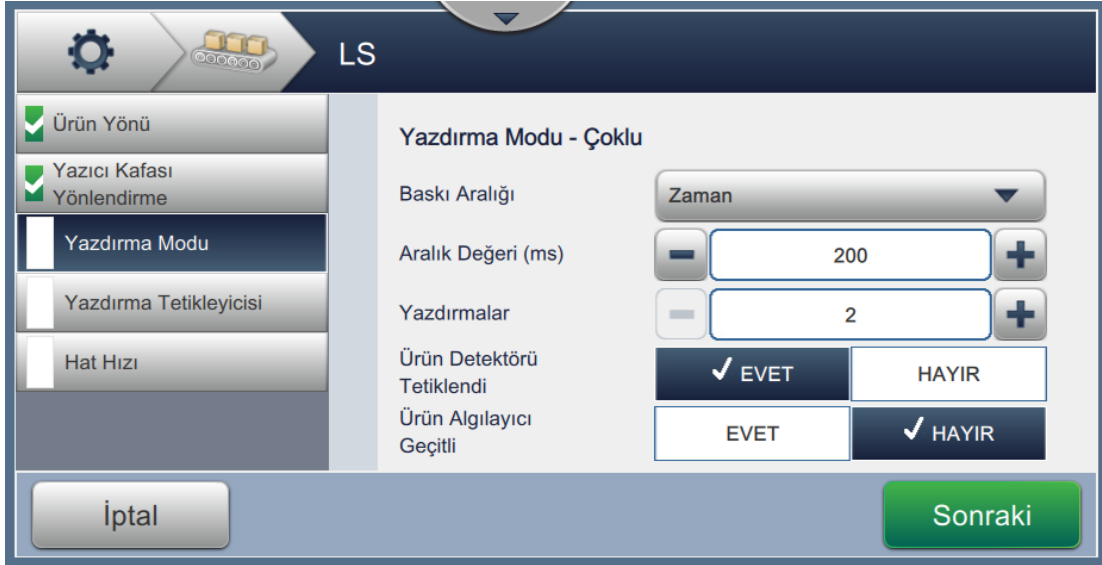 LS
Ürün Yönü
Yazıcı Kafası
Yönlendirme
Yazdırma Modu
Yazdırma Tetikleyicisi
Hat Hızı
Yazdırma Modu - Çoklu
Baskı Aralığı
Zaman
Aralık Değeri (ms)
200
Yazdırmalar
2
Ürün Detektörü
Tetiklendi
EVET
HAYIR
Ürün Algılayıcı
Geçitli
EVET
HAYIR
İptal
Sonraki